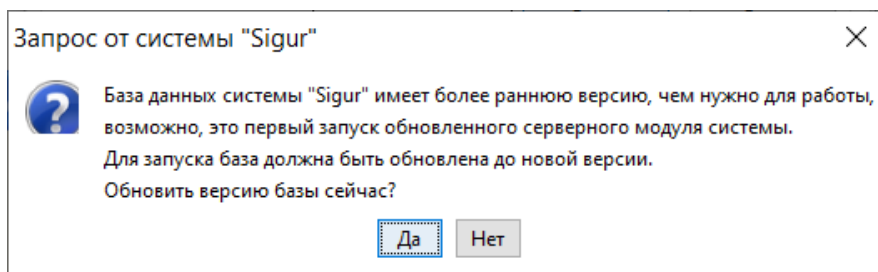 Запрос от системы "Sigur"
База данных системы "Sigur" имеет более раннюю версию, чем нужно для работы,
возможно, это первый запуск обновленного серверного модуля системы.
Для запуска база должна быть обновлена до новой версии.
Обновить версию базы сейчас?
Да Нет